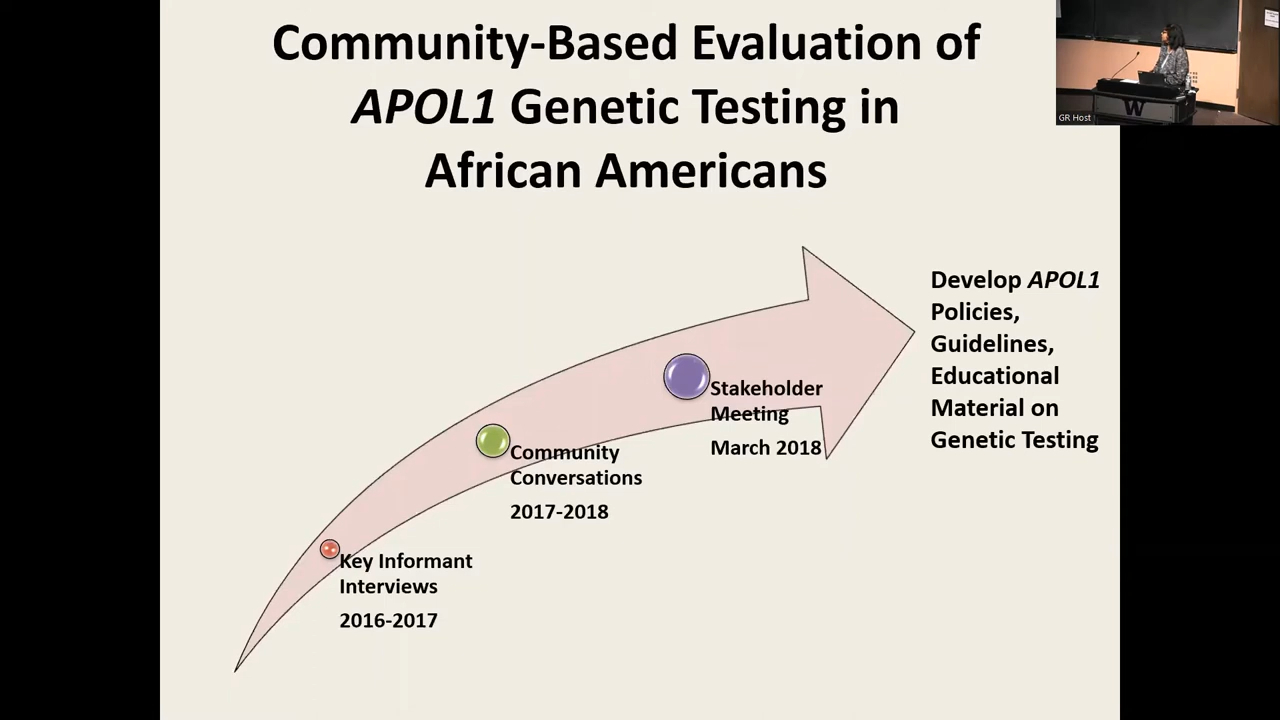 Community-Based Evaluation of
APOL1 Genetic Testing in
African Americans
GR Host
W
Develop APOL1
Policies,
Guidelines,
Educational
Material on
Genetic Testing
Stakeholder
Meeting
March 2018
Community
Conversations
2017-2018
Key Informant
Interviews
2016-2017